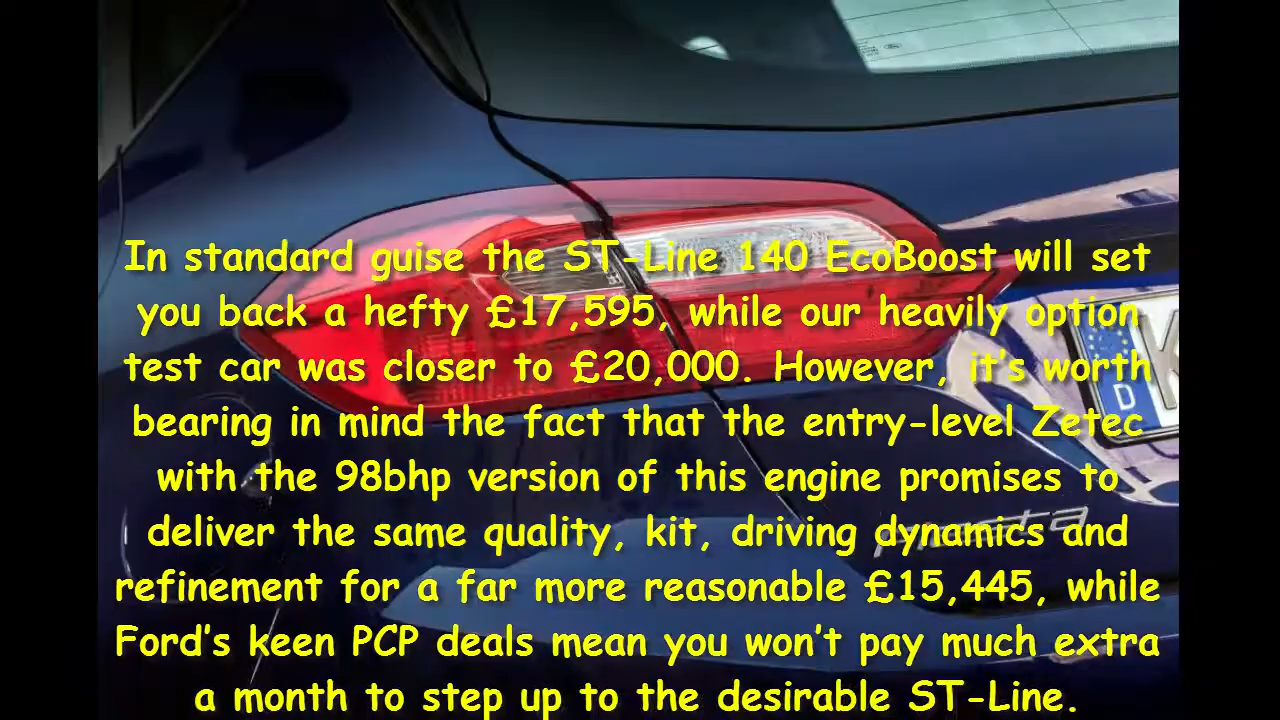 In standard guise the ST-Line 140 EcoBoost will set
you back a hefty £17,595, while our heavily option
test car was closer to £20,000. However, it's worth
bearing in mind the fact that the entry-level Zetec
with the 98bhp version of this engine promises to
deliver the same quality, kit, driving dynamics and
refinement for a far more reasonable £15,445, while
Ford's keen PCP deals mean you won't pay much extra
a month to step up to the desirable ST-Line.
D